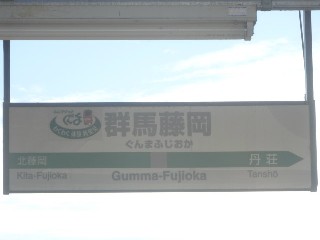 群馬藤岡
ぐんまふじおか
北藤岡
丹荘
Kita-Fujioka
Gumma-Fujioka
Tanshō